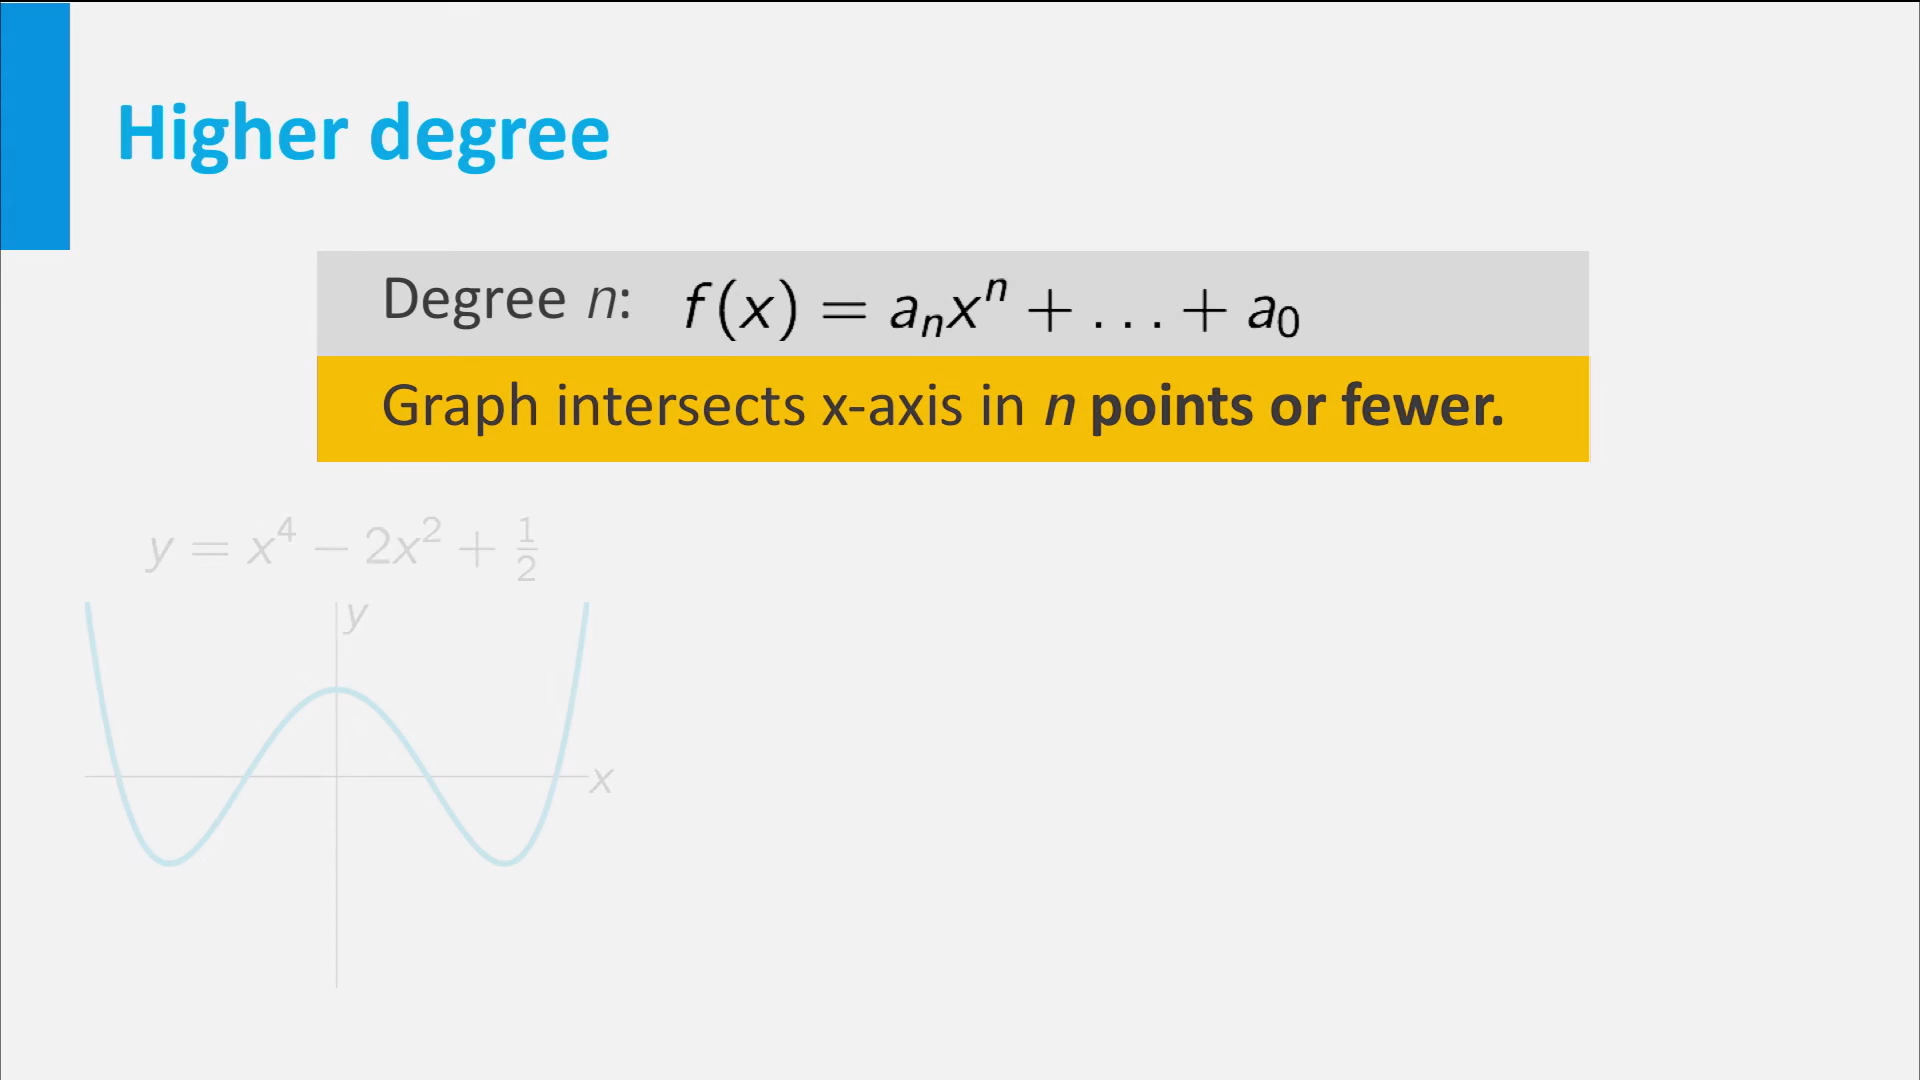 Higher degree
Degree n: f(x) = aₙxⁿ + ... + a₀
Graph intersects x-axis in n points or fewer.
y = x⁴ − 2x² + ½
y
x